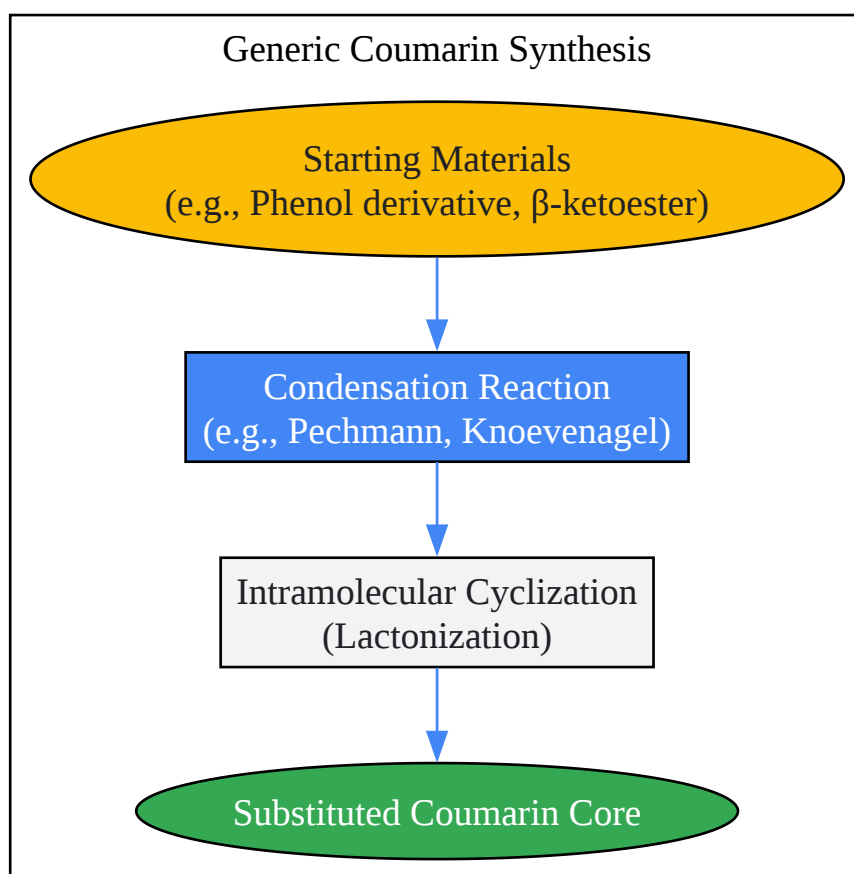 Generic Coumarin Synthesis
Starting Materials
(e.g., Phenol derivative, β-ketoester)
Condensation Reaction
(e.g., Pechmann, Knoevenagel)
Intramolecular Cyclization
(Lactonization)
Substituted Coumarin Core